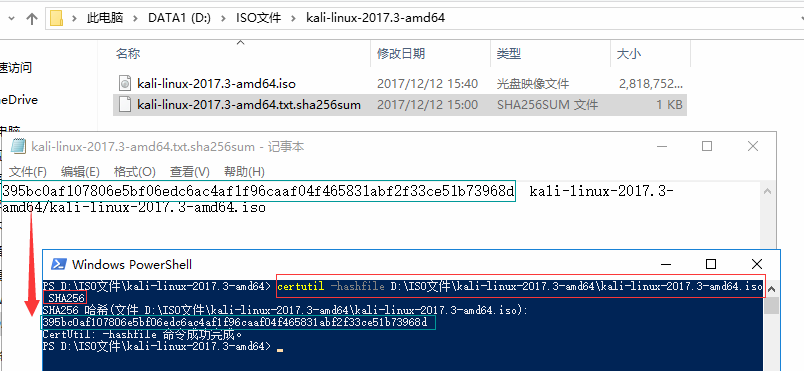 此电脑 > DATA1 (D:) > ISO文件 > kali-linux-2017.3-amd64
名称 修改日期 类型 大小
速访问
kali-linux-2017.3-amd64.iso 2017/12/12 15:40 光盘映像文件 2,818,752...
neDrive
kali-linux-2017.3-amd64.txt.sha256sum 2017/12/12 15:00 SHA256SUM 文件 1 KB
kali-linux-2017.3-amd64.txt.sha256sum - 记事本
文件(F) 编辑(E) 格式(O) 查看(V) 帮助(H)
395bc0af107806e5bf06edc6ac4af1f96caaf04f465831abf2f33ce51b73968d kali-linux-2017.3-
amd64/kali-linux-2017.3-amd64.iso
Windows PowerShell
PS D:\ISO文件\kali-linux-2017.3-amd64> certutil -hashfile D:\ISO文件\kali-linux-2017.3-amd64\kali-linux-2017.3-amd64.iso
SHA256
SHA256 哈希(文件 D:\ISO文件\kali-linux-2017.3-amd64\kali-linux-2017.3-amd64.iso):
395bc0af107806e5bf06edc6ac4af1f96caaf04f465831abf2f33ce51b73968d
CertUtil: -hashfile 命令成功完成。
PS D:\ISO文件\kali-linux-2017.3-amd64>